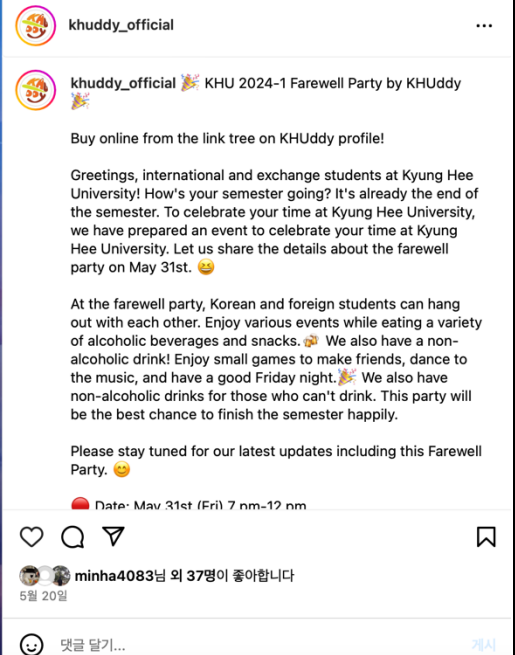 khuddy_official
khuddy_official 🎉 KHU 2024-1 Farewell Party by KHUddy
🎉
Buy online from the link tree on KHUddy profile!
Greetings, international and exchange students at Kyung Hee
University! How's your semester going? It's already the end of
the semester. To celebrate your time at Kyung Hee University,
we have prepared an event to celebrate your time at Kyung
Hee University. Let us share the details about the farewell
party on May 31st. 😆
At the farewell party, Korean and foreign students can hang
out with each other. Enjoy various events while eating a variety
of alcoholic beverages and snacks.🍻 We also have a non-
alcoholic drink! Enjoy small games to make friends, dance to
the music, and have a good Friday night.🎉 We also have
non-alcoholic drinks for those who can't drink. This party will
be the best chance to finish the semester happily.
Please stay tuned for our latest updates including this Farewell
Party. 😊
🔴 Date: May 31st (Fri) 7 pm-12 pm
minha4083님 외 37명이 좋아합니다
5월 20일
댓글 달기...
게시